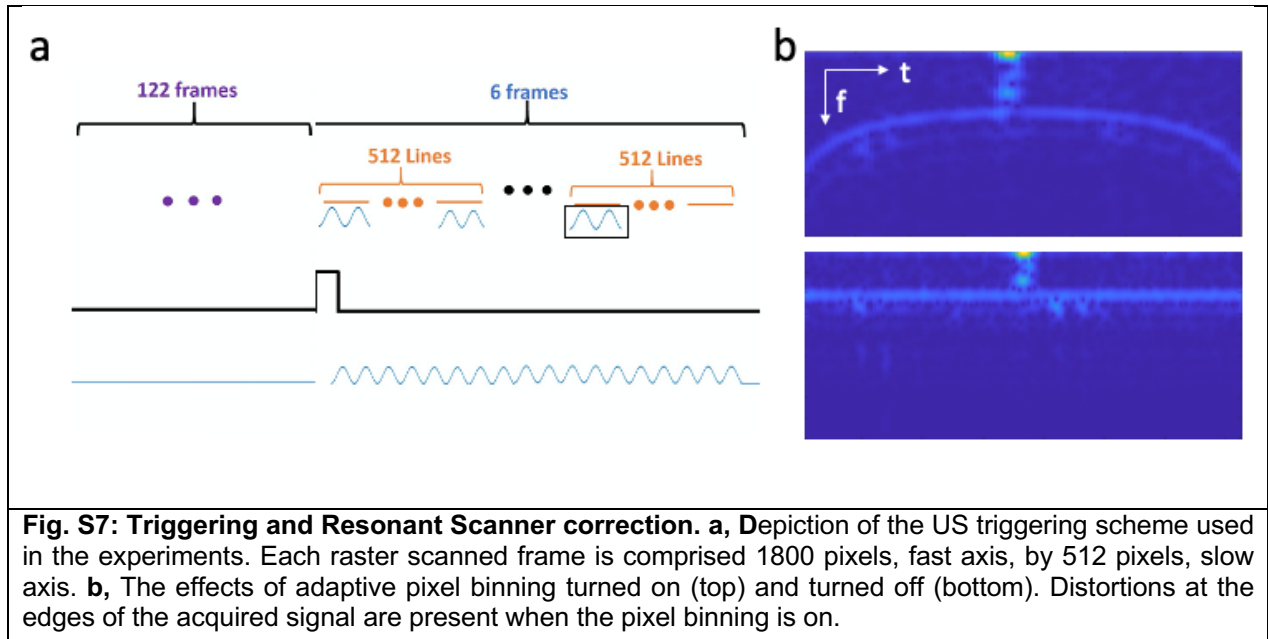 a
b
122 frames
6 frames
t
f
512 Lines
512 Lines
Fig. S7: Triggering and Resonant Scanner correction. a, Depiction of the US triggering scheme used
in the experiments. Each raster scanned frame is comprised 1800 pixels, fast axis, by 512 pixels, slow
axis. b, The effects of adaptive pixel binning turned on (top) and turned off (bottom). Distortions at the
edges of the acquired signal are present when the pixel binning is on.